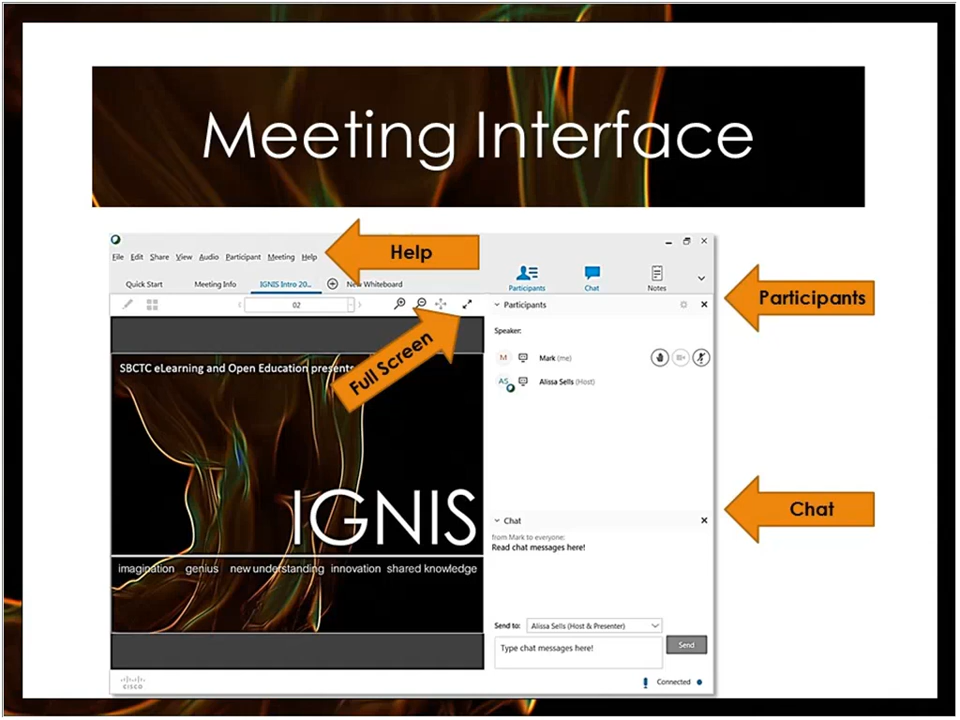 Meeting Interface
Help
File Edit Share View Audio Participant Meeting Help
Participants Chat Notes
Quick Start Meeting Info IGNIS Intro 20... New Whiteboard
Participants
02
Participants
Full Screen
Speaker:
M Mark (me)
AS Alissa Sells (Host)
SBCTC eLearning and Open Education presents
IGNIS
imagination genius new understanding innovation shared knowledge
Chat
Chat
from Mark to everyone:
Read chat messages here!
Send to: Alissa Sells (Host & Presenter)
Type chat messages here!
Send
CISCO
Connected